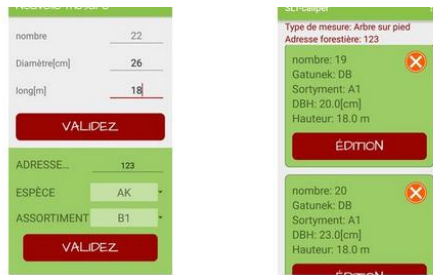 nombre 22
Diamètre[cm] 26
long[m] 18
VALIDEZ
ADRESSE... 123
ESPÈCE AK
ASSORTIMENT B1
VALIDEZ
SLT-caliper
Type de mesure: Arbre sur pied
Adresse forestière: 123
nombre: 19
Gatunek: DB
Sortyment: A1
DBH: 20.0[cm]
Hauteur: 18.0 m
ÉDITION
nombre: 20
Gatunek: DB
Sortyment: A1
DBH: 23.0[cm]
Hauteur: 18.0 m
ÉDITION